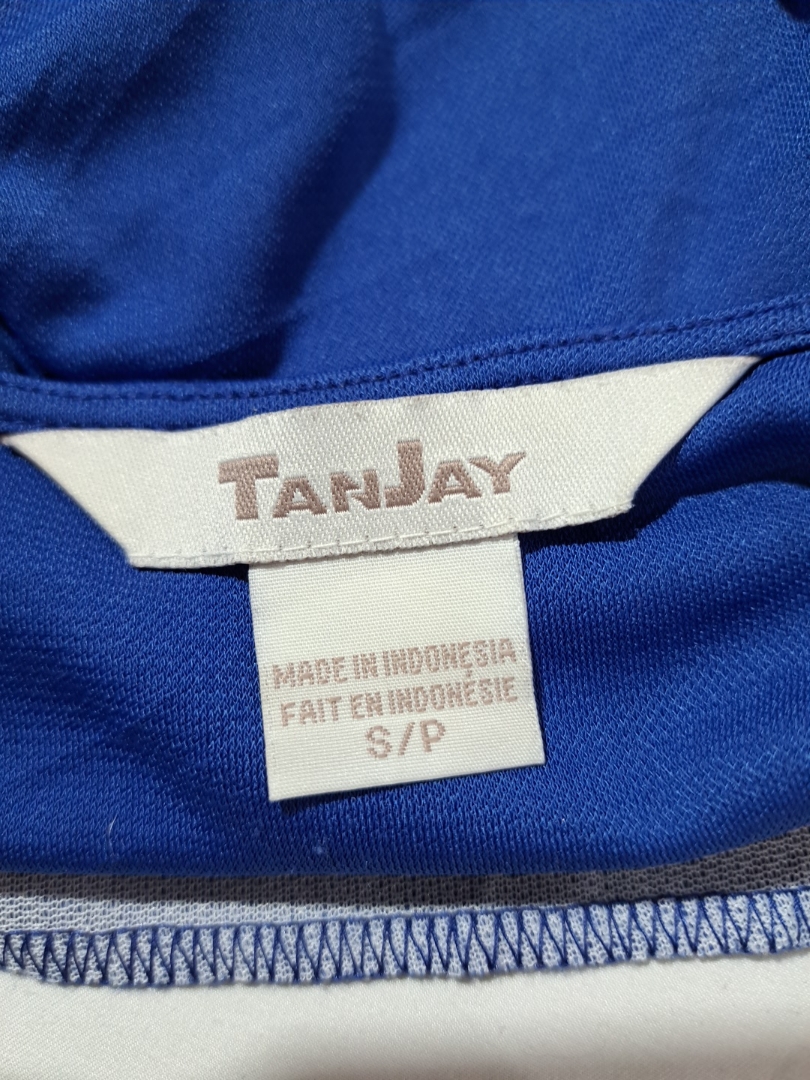 TANJAY
MADE IN INDONESIA
FAIT EN INDONÉSIE
S/P